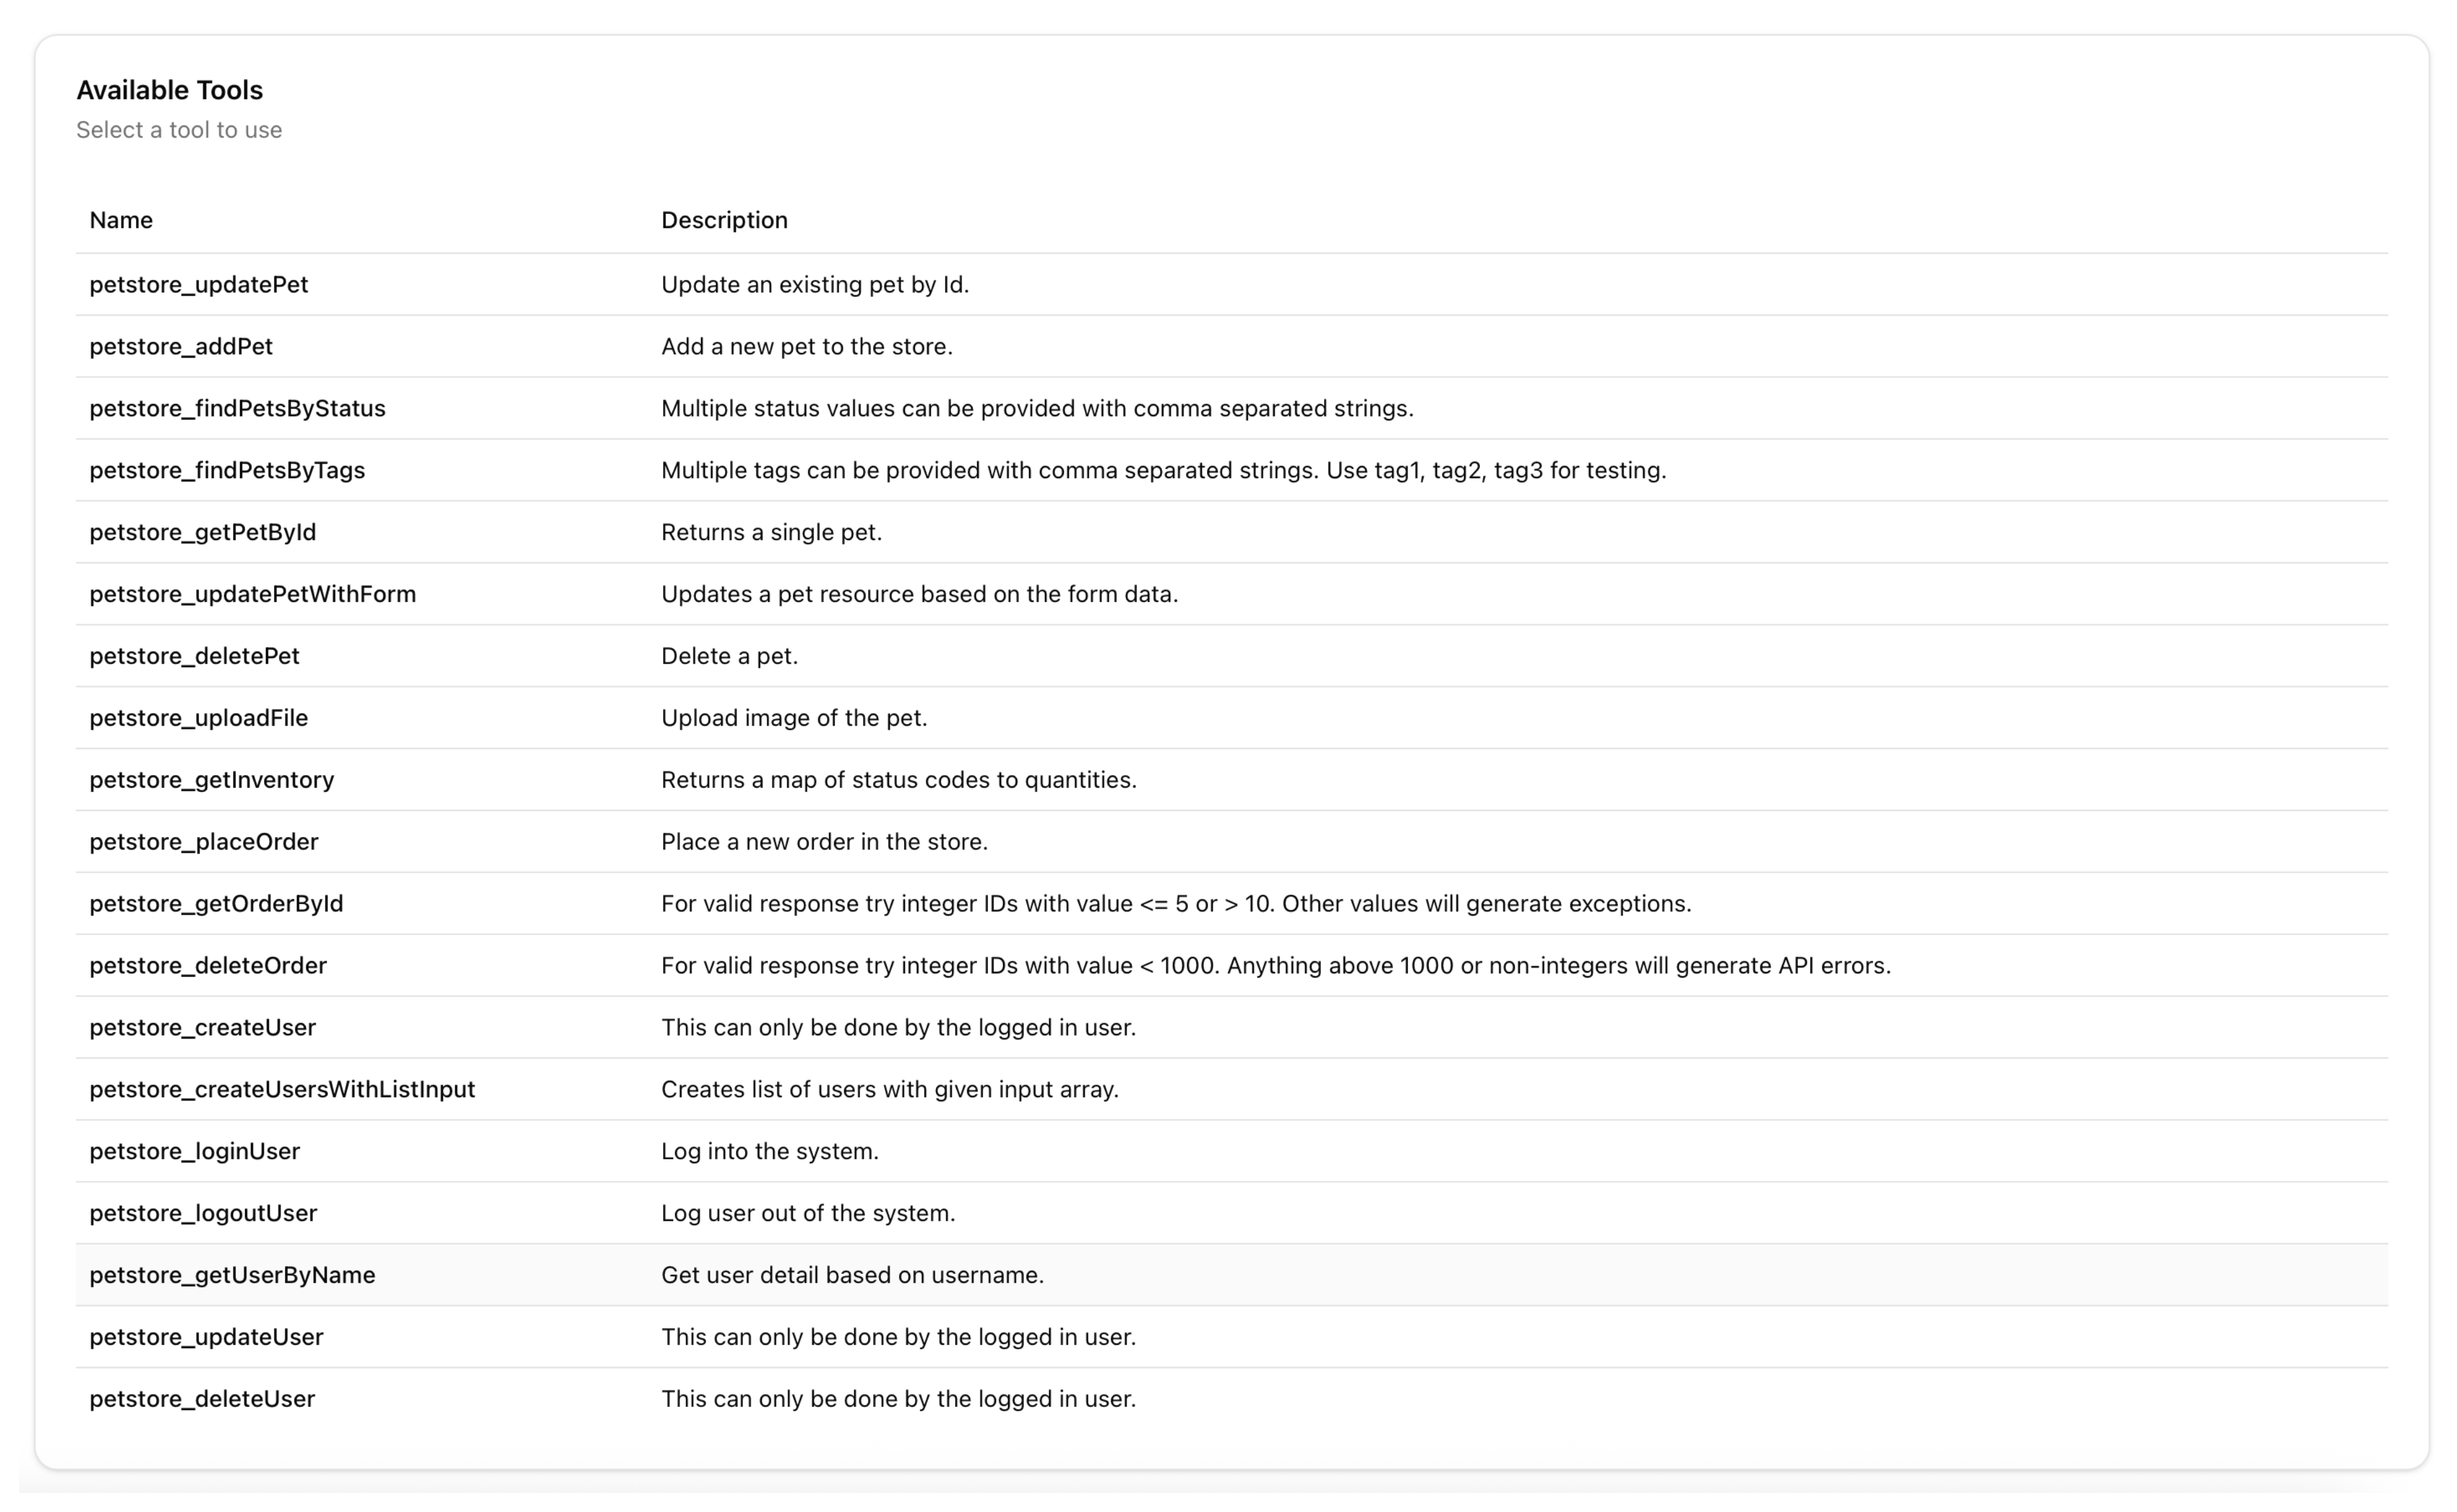 Available Tools
Select a tool to use
Name Description
petstore_updatePet Update an existing pet by Id.
petstore_addPet Add a new pet to the store.
petstore_findPetsByStatus Multiple status values can be provided with comma separated strings.
petstore_findPetsByTags Multiple tags can be provided with comma separated strings. Use tag1, tag2, tag3 for testing.
petstore_getPetById Returns a single pet.
petstore_updatePetWithForm Updates a pet resource based on the form data.
petstore_deletePet Delete a pet.
petstore_uploadFile Upload image of the pet.
petstore_getInventory Returns a map of status codes to quantities.
petstore_placeOrder Place a new order in the store.
petstore_getOrderById For valid response try integer IDs with value <= 5 or > 10. Other values will generate exceptions.
petstore_deleteOrder For valid response try integer IDs with value < 1000. Anything above 1000 or non-integers will generate API errors.
petstore_createUser This can only be done by the logged in user.
petstore_createUsersWithListInput Creates list of users with given input array.
petstore_loginUser Log into the system.
petstore_logoutUser Log user out of the system.
petstore_getUserByName Get user detail based on username.
petstore_updateUser This can only be done by the logged in user.
petstore_deleteUser This can only be done by the logged in user.